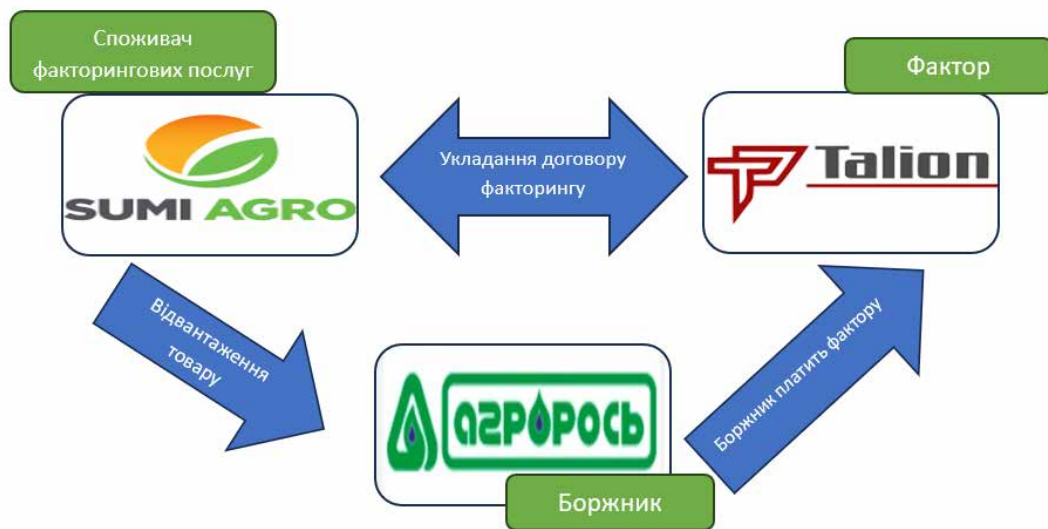 Споживач
факторингових послуг
Фактор
SUMI AGRO
Укладання договору
факторингу
Talion
Відвантаження
товару
агрорось
Боржник платить фактору
Боржник